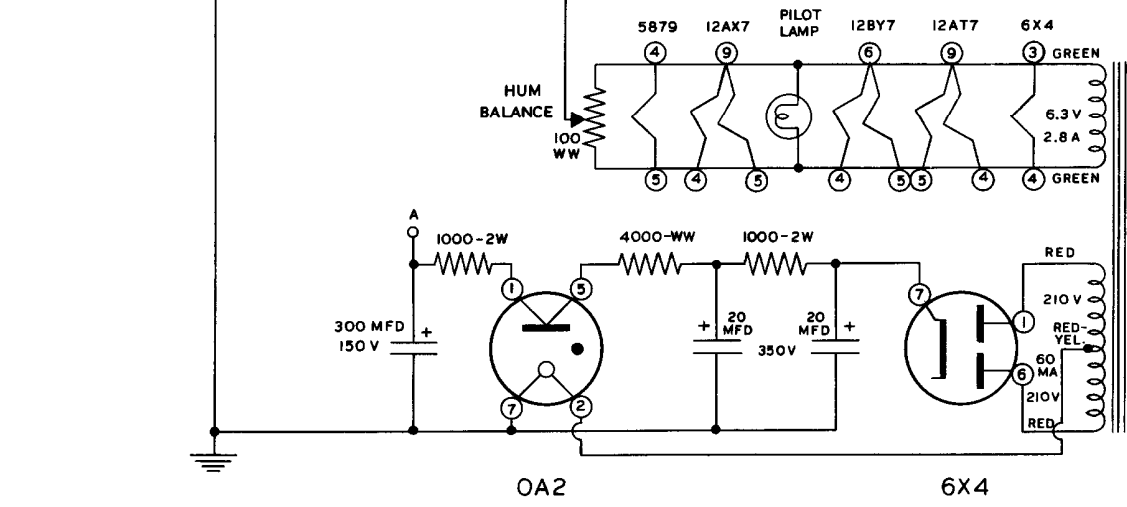 5879 12AX7 PILOT LAMP 12BY7 12AT7 6X4
4 9 6 9 3 GREEN
HUM
BALANCE
100
WW
6.3 V
2.8 A
5 4 5 4 5 5 4 4 GREEN
A
1000-2W
4000-WW
1000-2W
RED
1 5 7
300 MFD +
150 V
+ 20
MFD
20
MFD +
350V
210 V
1
RED-
YEL.
60
MA
6
210V
RED
7 2
OA2
6X4